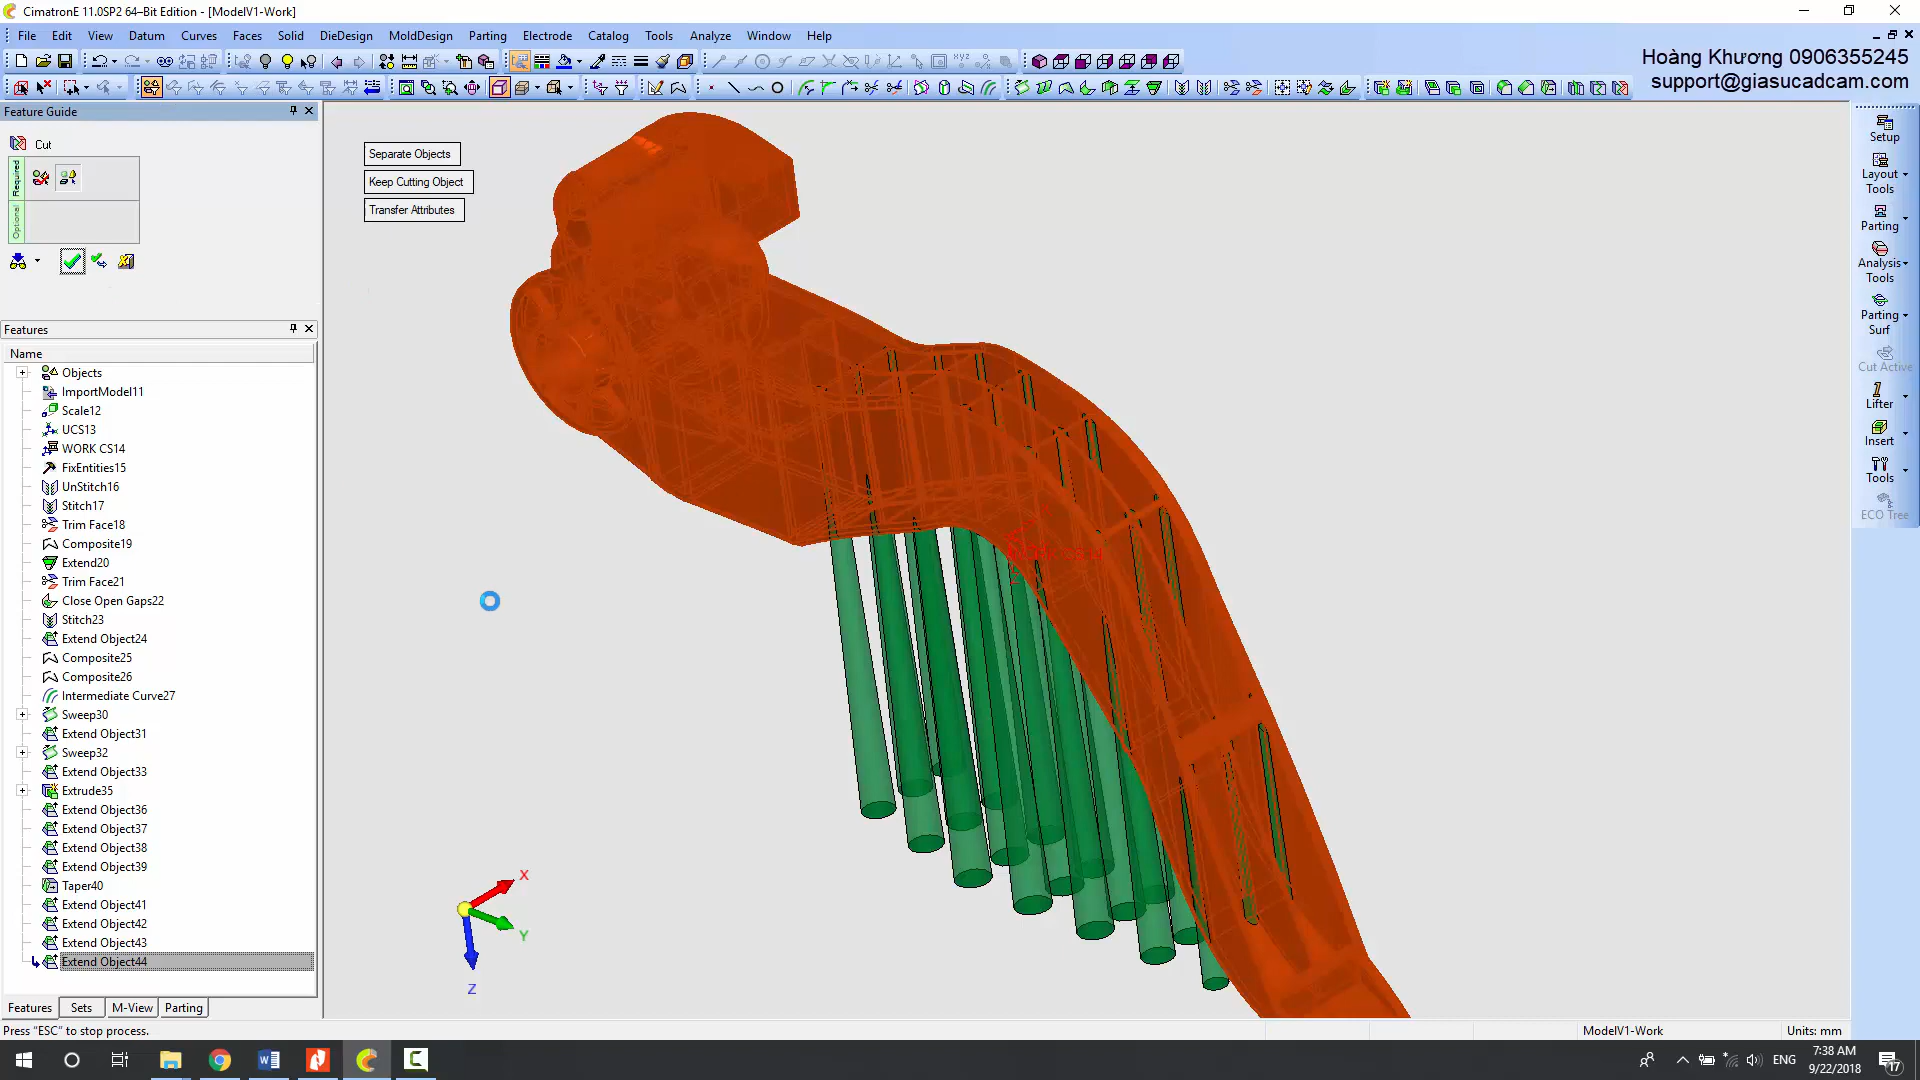 CimatronE 11.0SP2 64–Bit Edition - [ModelV1-Work]
File Edit View Datum Curves Faces Solid DieDesign MoldDesign Parting Electrode Catalog Tools Analyze Window Help
Hoàng Khương 0906355245
support@giasucadcam.com
Feature Guide
Cut
Required
Optional
Separate Objects
Keep Cutting Object
Transfer Attributes
Features
Name
Objects
ImportModel11
Scale12
UCS13
WORK CS14
FixEntities15
UnStitch16
Stitch17
Trim Face18
Composite19
Extend20
Trim Face21
Close Open Gaps22
Stitch23
Extend Object24
Composite25
Composite26
Intermediate Curve27
Sweep30
Extend Object31
Sweep32
Extend Object33
Extrude35
Extend Object36
Extend Object37
Extend Object38
Extend Object39
Taper40
Extend Object41
Extend Object42
Extend Object43
Extend Object44
Features Sets M-View Parting
X
Y
Z
Setup
Layout
Tools
Parting
Analysis
Tools
Parting
Surf
Cut Active
Lifter
Insert
Tools
ECO Tree
Press "ESC" to stop process.
ModelV1-Work
Units: mm
ENG
7:38 AM
9/22/2018
17